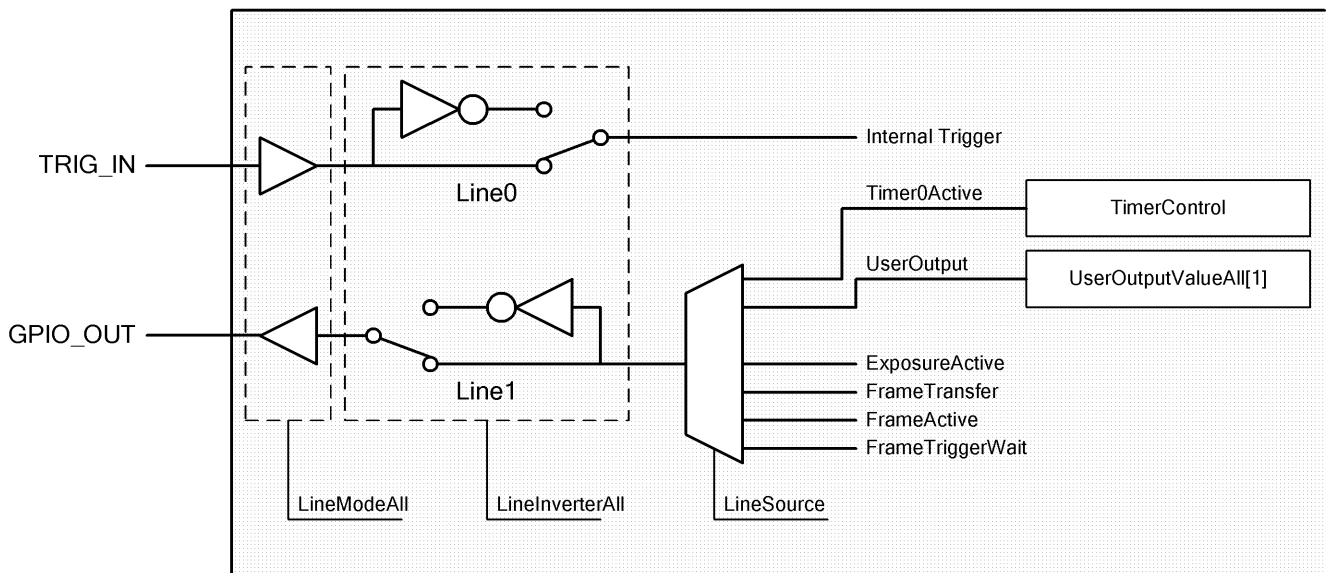 TRIG_IN
Line0
Internal Trigger
Timer0Active
TimerControl
UserOutput
UserOutputValueAll[1]
GPIO_OUT
Line1
ExposureActive
FrameTransfer
FrameActive
FrameTriggerWait
LineModeAll
LineInverterAll
LineSource